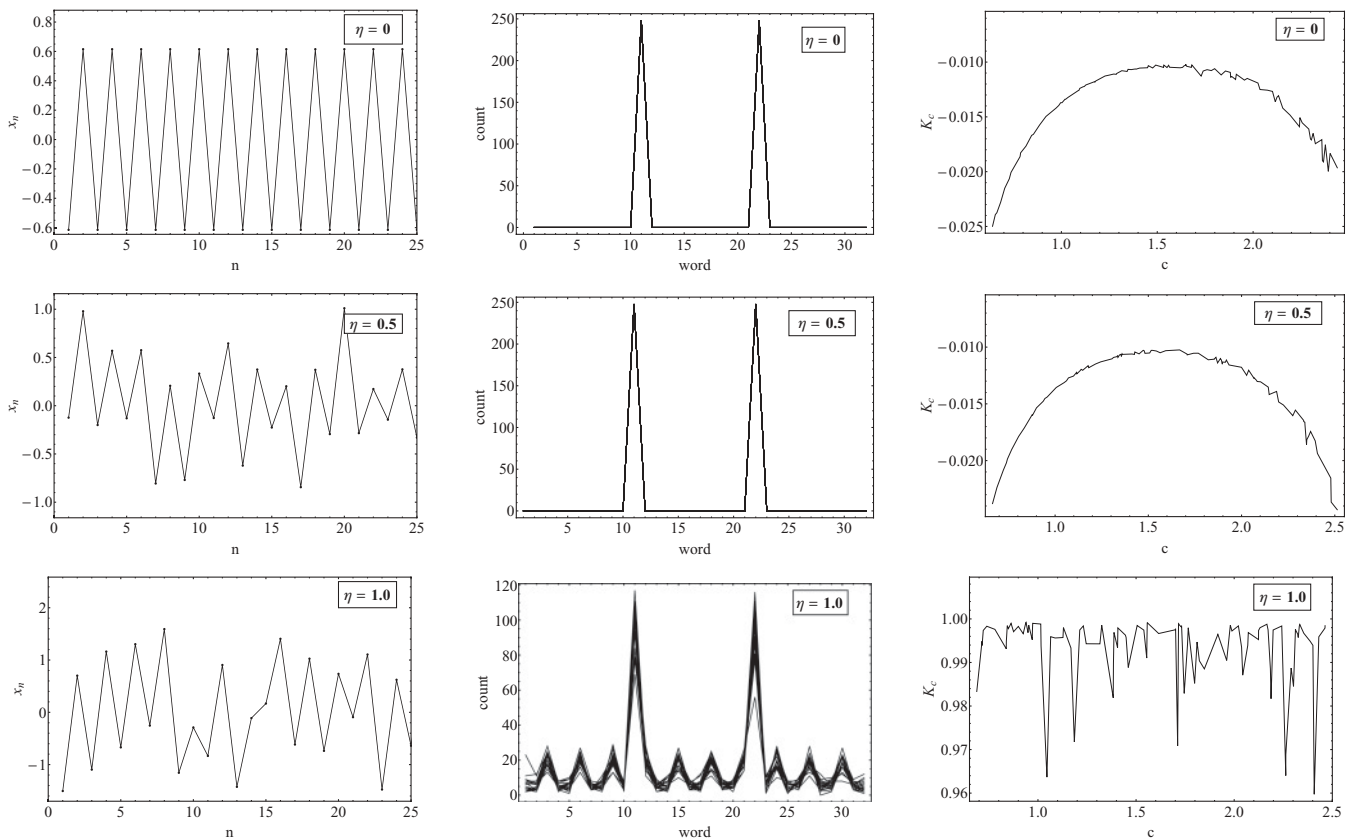 η = 0
x_n
0.8
0.6
0.4
0.2
0.0
−0.2
−0.4
−0.6
0 5 10 15 20 25
n
η = 0
count
250
200
150
100
50
0
0 5 10 15 20 25 30
word
η = 0
K_c
−0.010
−0.015
−0.020
−0.025
1.0 1.5 2.0
c
η = 0.5
x_n
1.0
0.5
0.0
−0.5
−1.0
0 5 10 15 20 25
n
η = 0.5
count
250
200
150
100
50
0
5 10 15 20 25 30
word
η = 0.5
K_c
−0.010
−0.015
−0.020
1.0 1.5 2.0 2.5
c
η = 1.0
x_n
2
1
0
−1
0 5 10 15 20 25
n
η = 1.0
count
120
100
80
60
40
20
0
5 10 15 20 25 30
word
η = 1.0
K_c
1.00
0.99
0.98
0.97
0.96
1.0 1.5 2.0 2.5
c